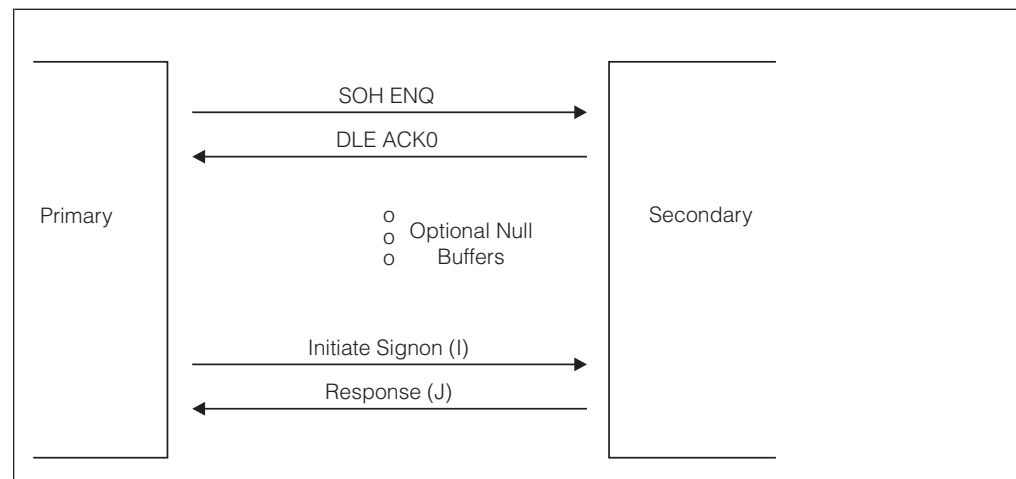 SOH ENQ
DLE ACK0
Primary
Secondary
o
o Optional Null
o Buffers
Initiate Signon (I)
Response (J)